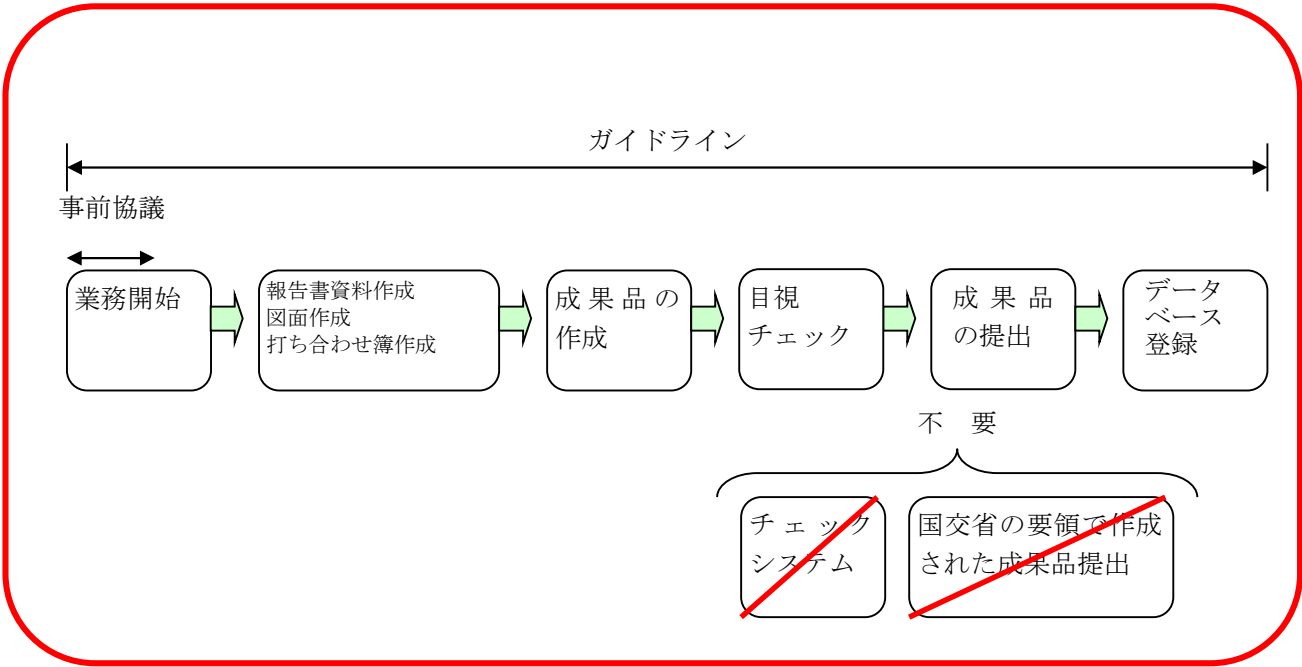 ガイドライン
事前協議
業務開始
報告書資料作成
図面作成
打ち合わせ簿作成
成果品の
作成
目視
チェック
成果品
の提出
データ
ベース
登録
不　要
チェック
システム
国交省の要領で作成
された成果品提出